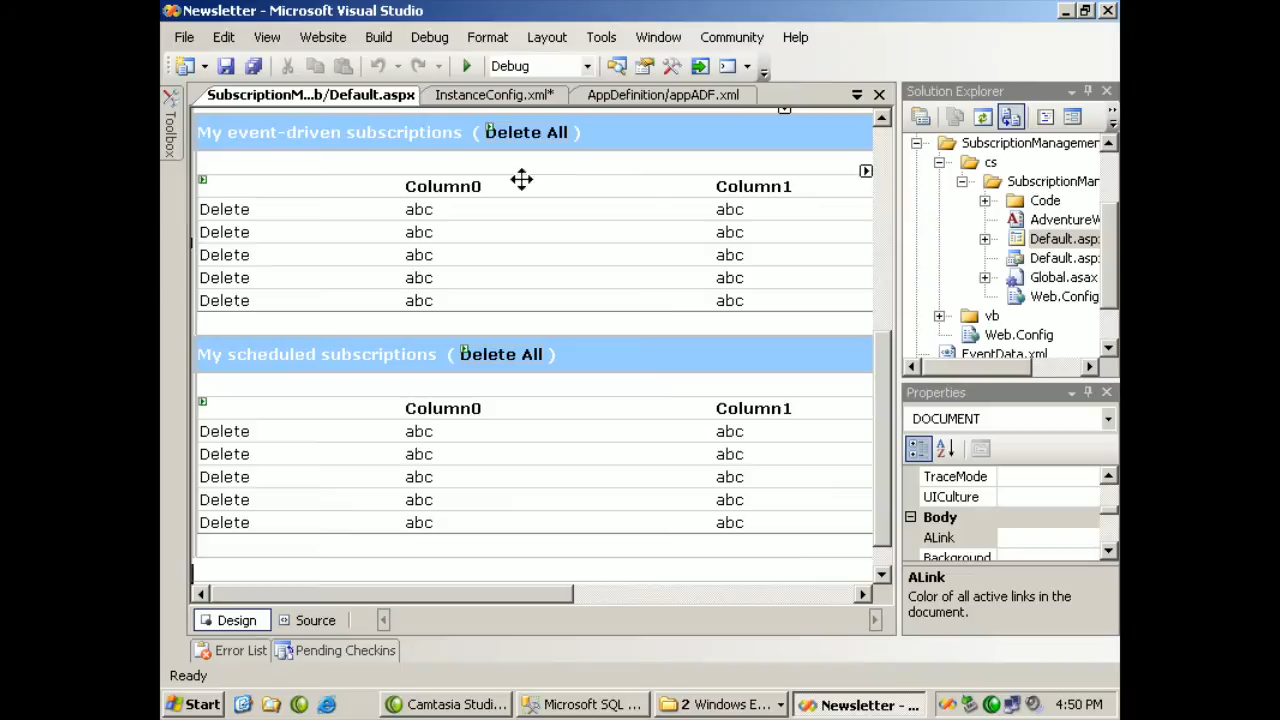 Newsletter - Microsoft Visual Studio
File Edit View Website Build Debug Format Layout Tools Window Community Help
Debug
Toolbox
SubscriptionM...b/Default.aspx InstanceConfig.xml* AppDefinition/appADF.xml
My event-driven subscriptions ( Delete All )
Column0 Column1
Delete abc abc
Delete abc abc
Delete abc abc
Delete abc abc
Delete abc abc
My scheduled subscriptions ( Delete All )
Column0 Column1
Delete abc abc
Delete abc abc
Delete abc abc
Delete abc abc
Delete abc abc
Design Source
Error List Pending Checkins
Ready
Solution Explorer
SubscriptionManagemer
cs
SubscriptionMar
Code
AdventureW
Default.asp
Default.asp
Global.asax
Web.Config
vb
Web.Config
EventData.xml
Properties
DOCUMENT
TraceMode
UICulture
Body
ALink
Background
ALink
Color of all active links in the
document.
Start Camtasia Studi... Microsoft SQL ... 2 Windows E... Newsletter - ... 4:50 PM